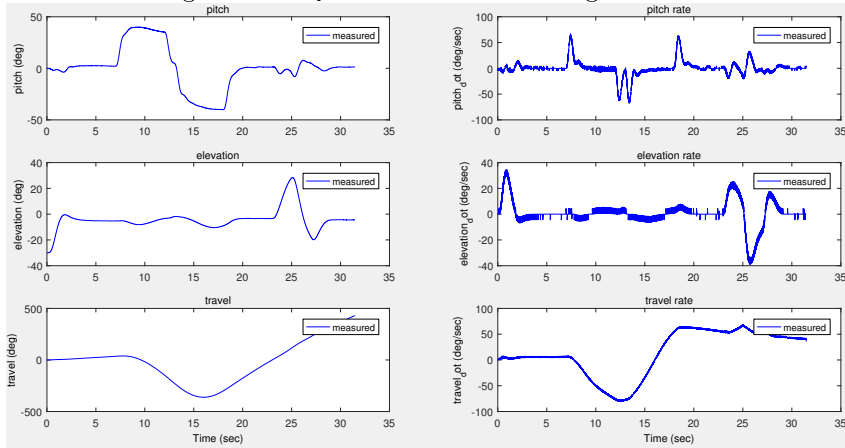 pitch
50
0
-50
pitch (deg)
measured
0 5 10 15 20 25 30 35
pitch rate
100
50
0
-50
-100
pitch_dot (deg/sec)
measured
0 5 10 15 20 25 30 35
elevation
40
20
0
-20
-40
elevation (deg)
measured
0 5 10 15 20 25 30 35
elevation rate
40
20
0
-20
-40
elevation_dot (deg/sec)
measured
0 5 10 15 20 25 30 35
travel
500
0
-500
travel (deg)
measured
0 5 10 15 20 25 30 35
Time (sec)
travel rate
100
50
0
-50
-100
travel_dot (deg/sec)
measured
0 5 10 15 20 25 30 35
Time (sec)